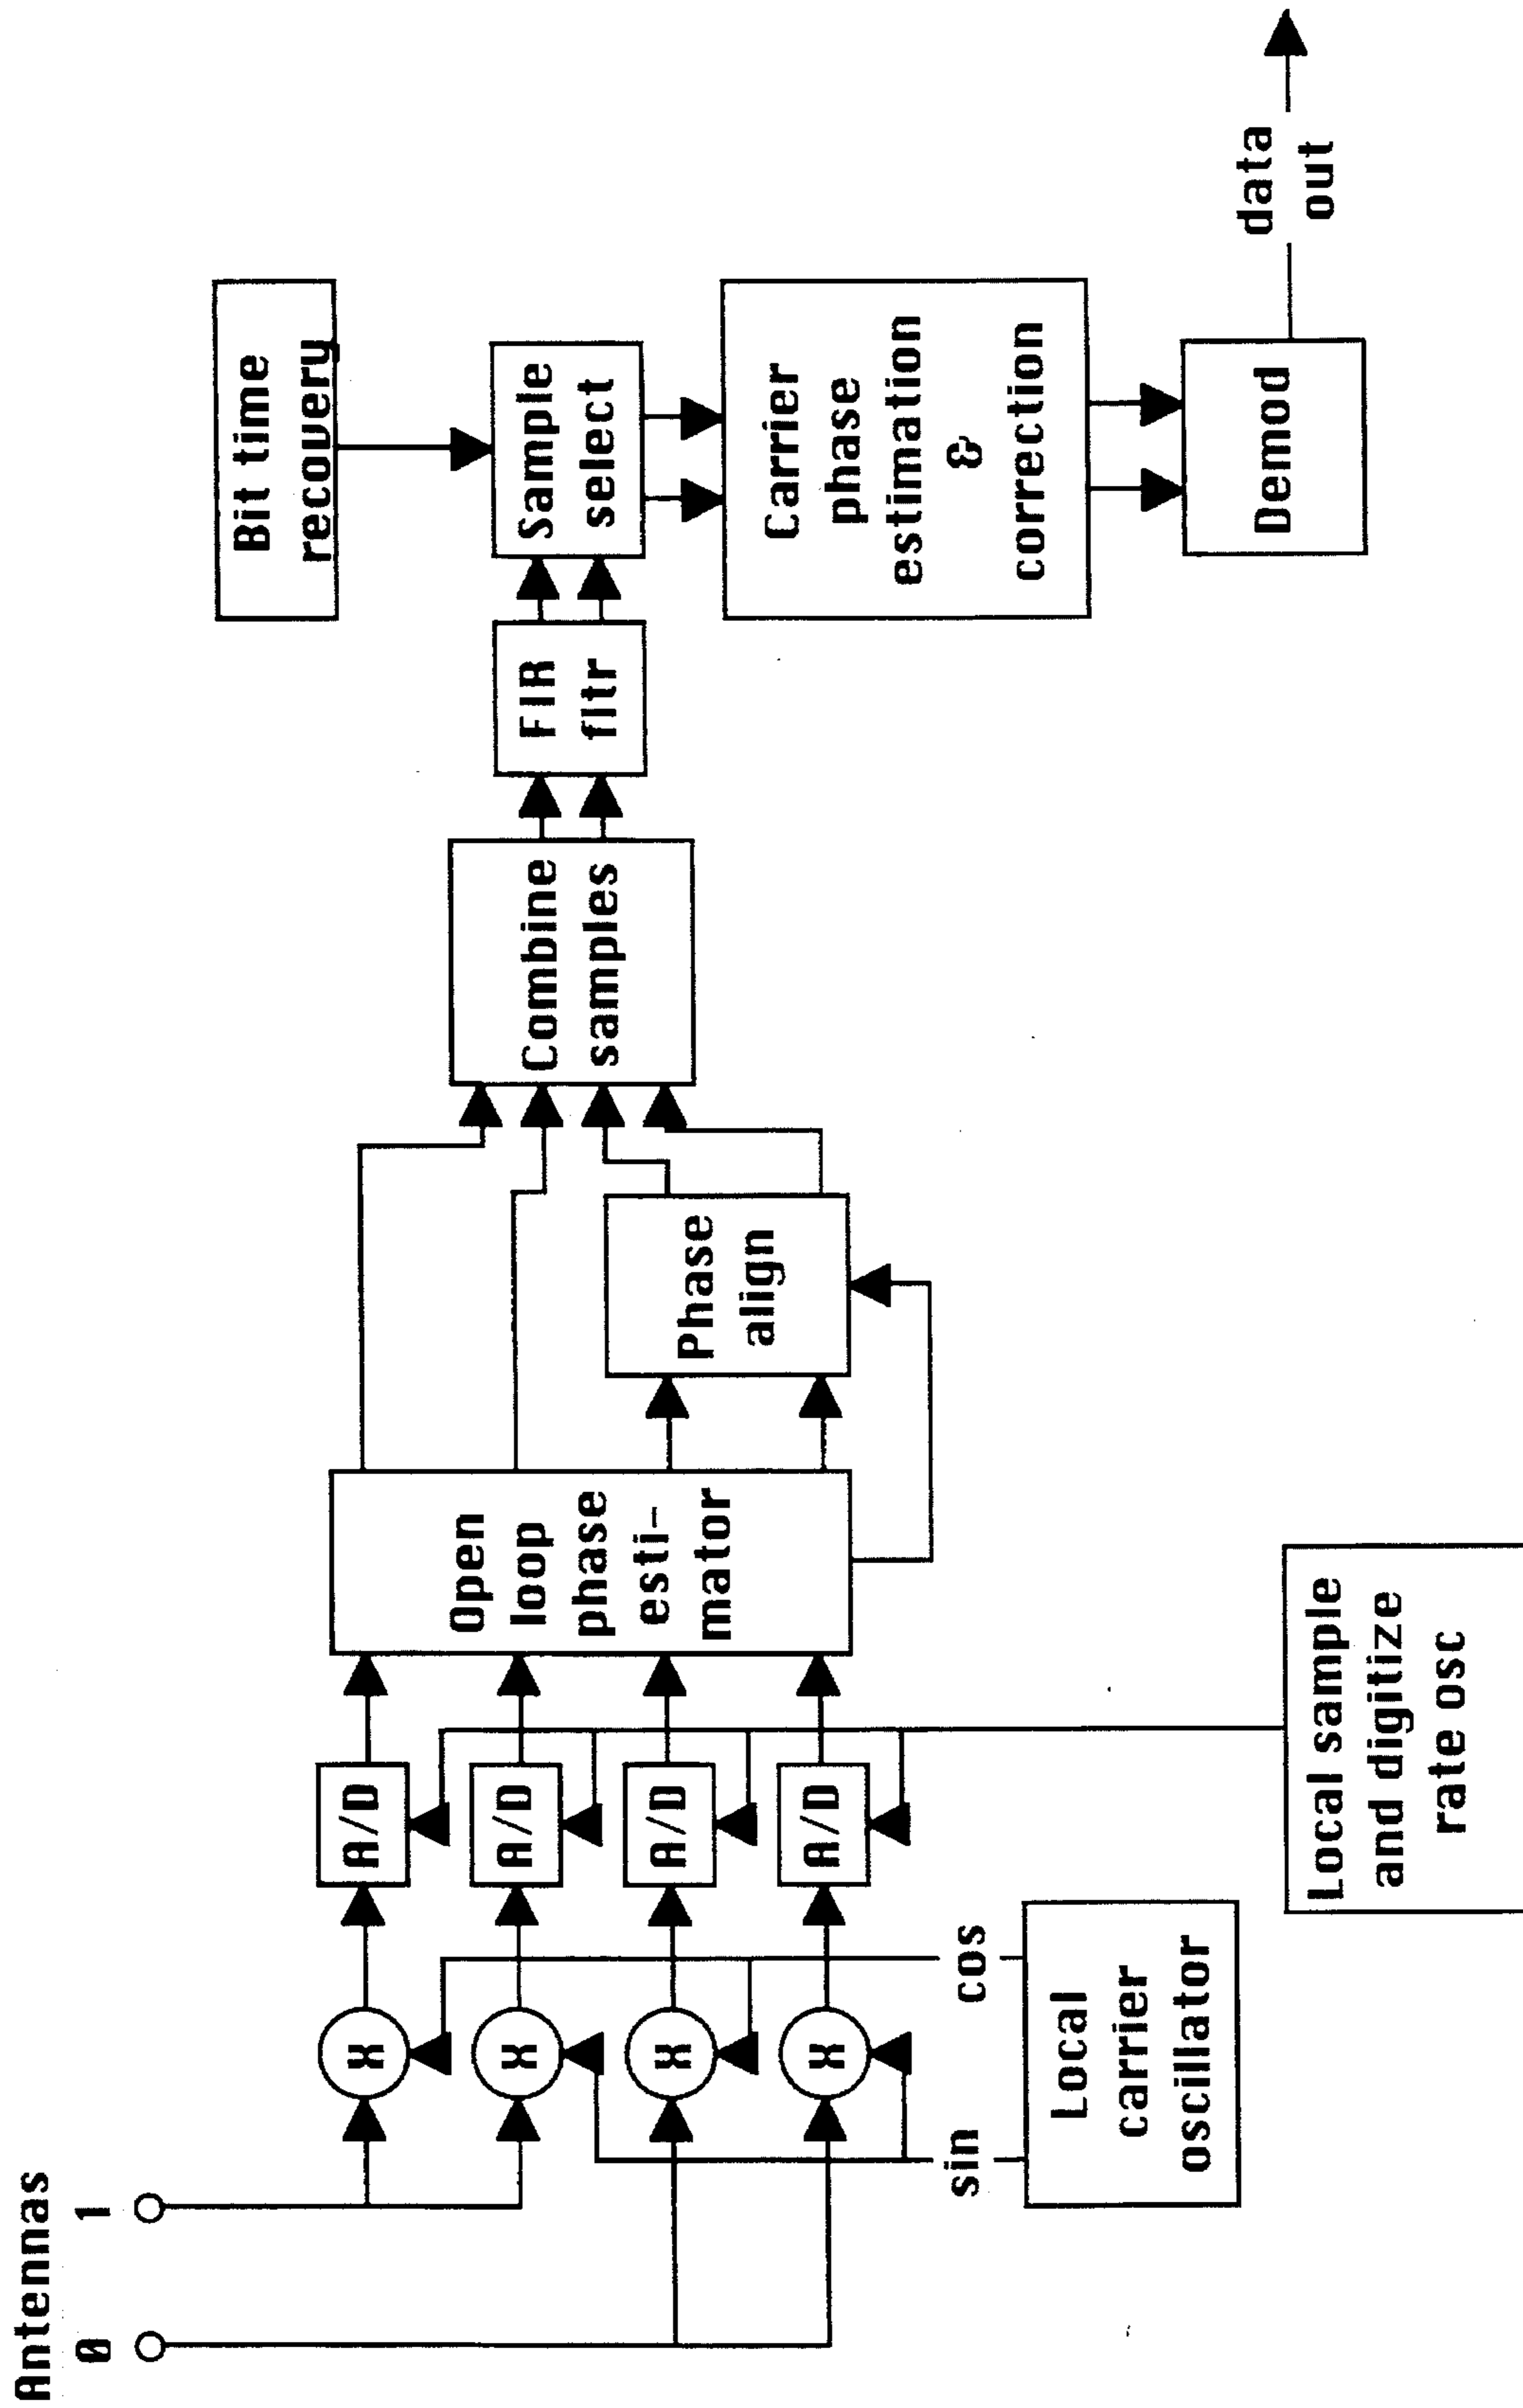 Antennas
0 1
X
X
X
X
sin
cos
Local
carrier
oscillator
A/D
A/D
A/D
A/D
Local sample
and digitize
rate osc
Open
loop
phase
esti-
mator
Phase
align
Combine
samples
FIR
fltr
Bit time
recovery
Sample
select
Carrier
phase
estimation
&
correction
Demod
data
out